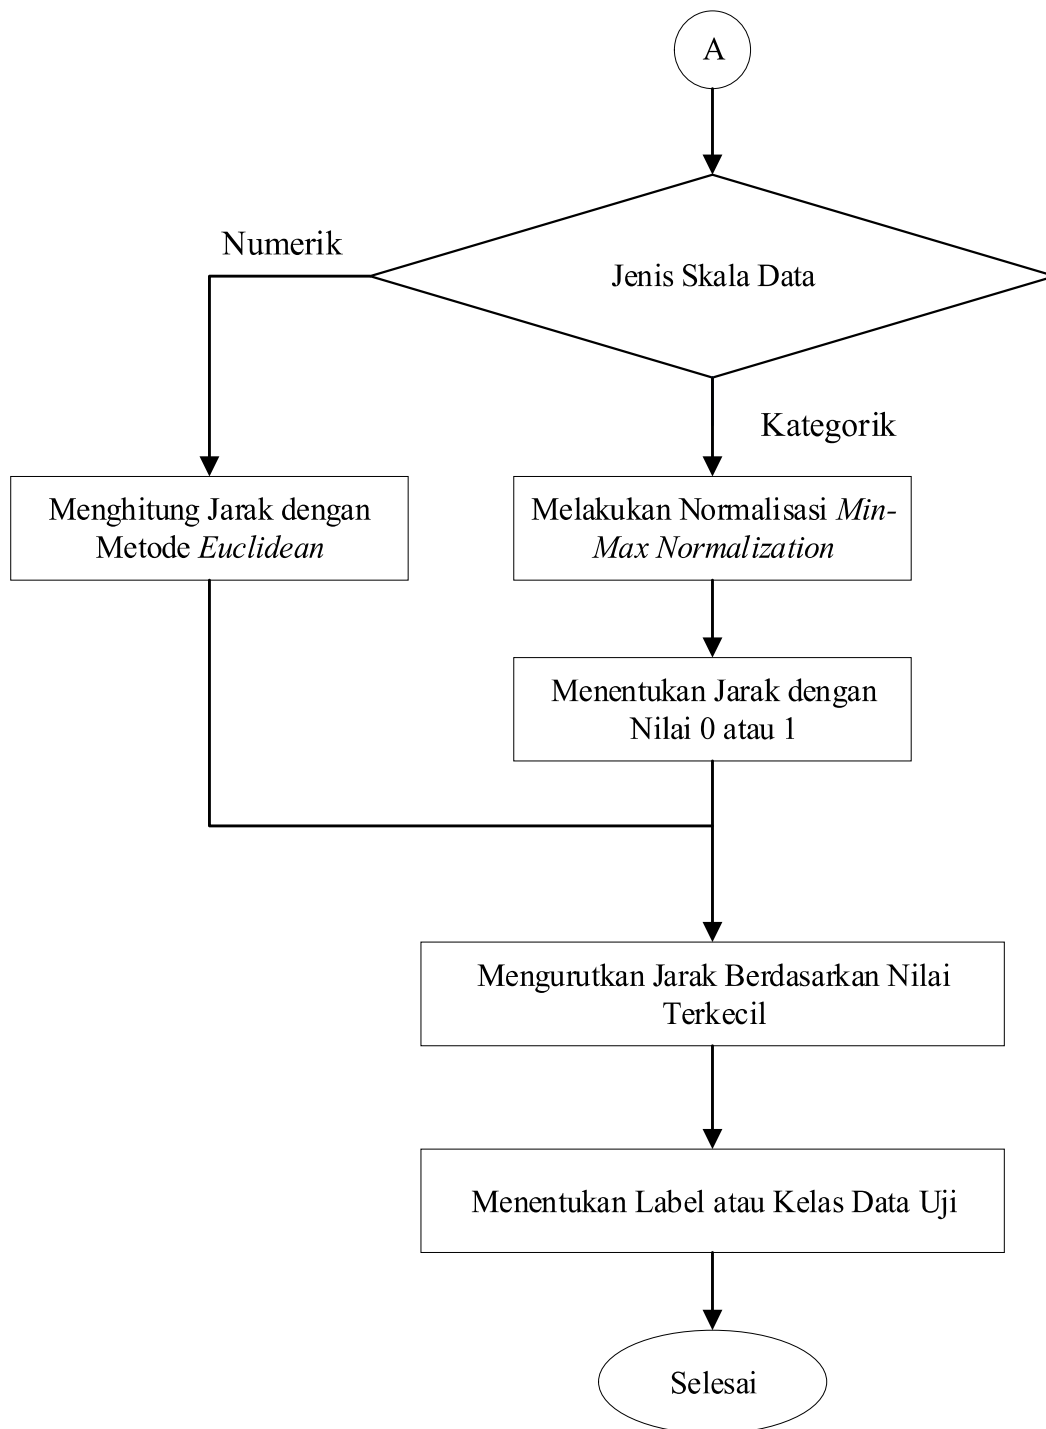 A
Numerik
Jenis Skala Data
Kategorik
Menghitung Jarak dengan
Metode Euclidean
Melakukan Normalisasi Min-
Max Normalization
Menentukan Jarak dengan
Nilai 0 atau 1
Mengurutkan Jarak Berdasarkan Nilai
Terkecil
Menentukan Label atau Kelas Data Uji
Selesai